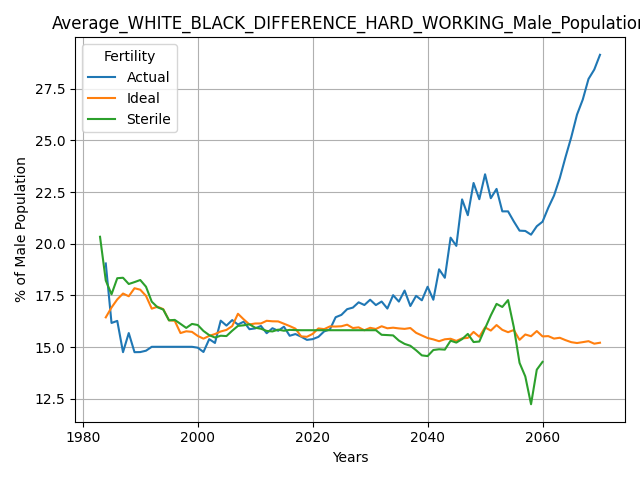 Average_WHITE_BLACK_DIFFERENCE_HARD_WORKING_Male_Population
Fertility
Actual
Ideal
Sterile
27.5
25.0
22.5
20.0
17.5
15.0
12.5
% of Male Population
1980
2000
2020
2040
2060
Years